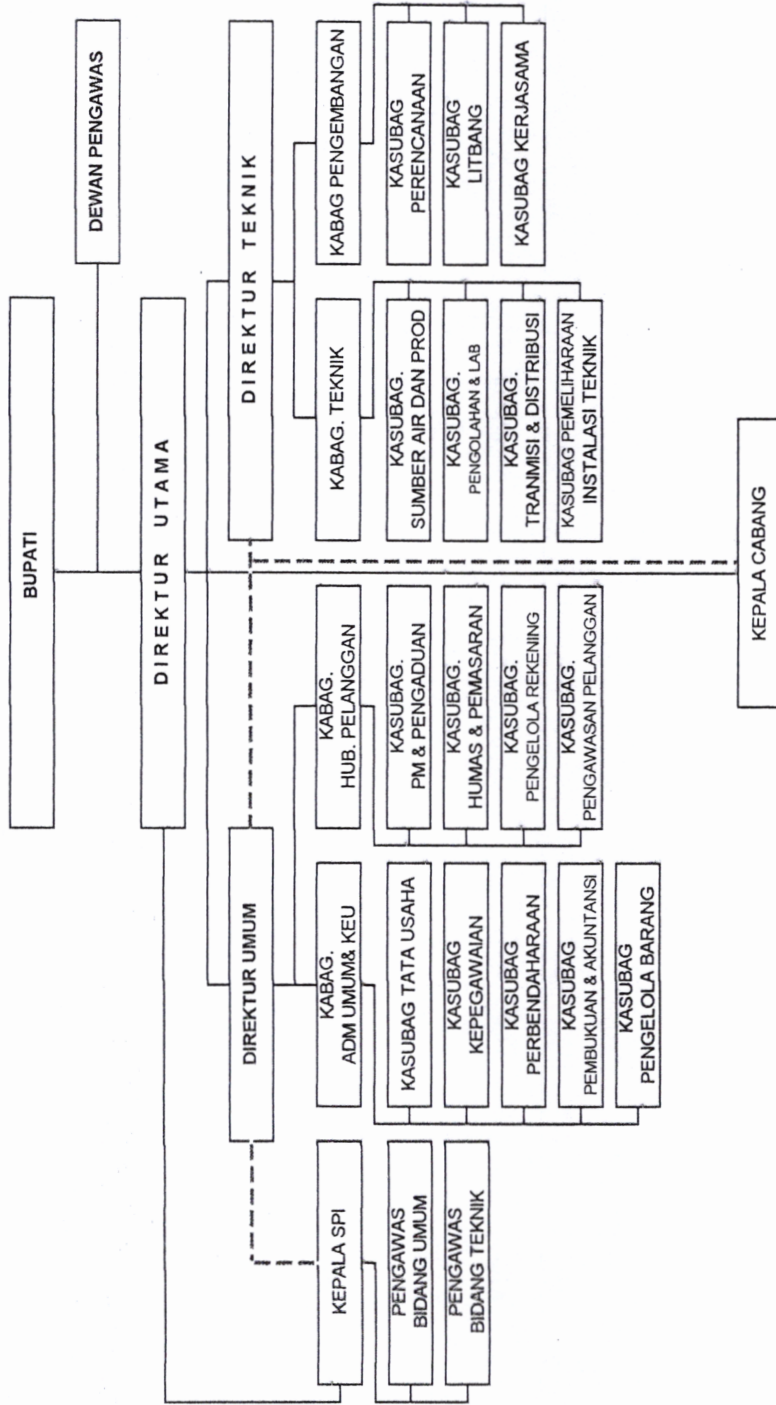 BUPATI
DEWAN PENGAWAS
DIREKTUR UTAMA
DIREKTUR UMUM
DIREKTUR TEKNIK
KEPALA SPI
PENGAWAS
BIDANG UMUM
PENGAWAS
BIDANG TEKNIK
KABAG.
ADM UMUM& KEU
KASUBAG TATA USAHA
KASUBAG
KEPEGAWAIAN
KASUBAG
PERBENDAHARAAN
KASUBAG
PEMBUKUAN & AKUNTANSI
KASUBAG
PENGELOLA BARANG
KABAG.
HUB. PELANGGAN
KASUBAG.
PM & PENGADUAN
KASUBAG.
HUMAS & PEMASARAN
KASUBAG.
PENGELOLA REKENING
KASUBAG.
PENGAWASAN PELANGGAN
KABAG. TEKNIK
KASUBAG.
SUMBER AIR DAN PROD
KASUBAG.
PENGOLAHAN & LAB
KASUBAG.
TRANMISI & DISTRIBUSI
KASUBAG PEMELIHARAAN
INSTALASI TEKNIK
KABAG PENGEMBANGAN
KASUBAG
PERENCANAAN
KASUBAG
LITBANG
KASUBAG KERJASAMA
KEPALA CABANG